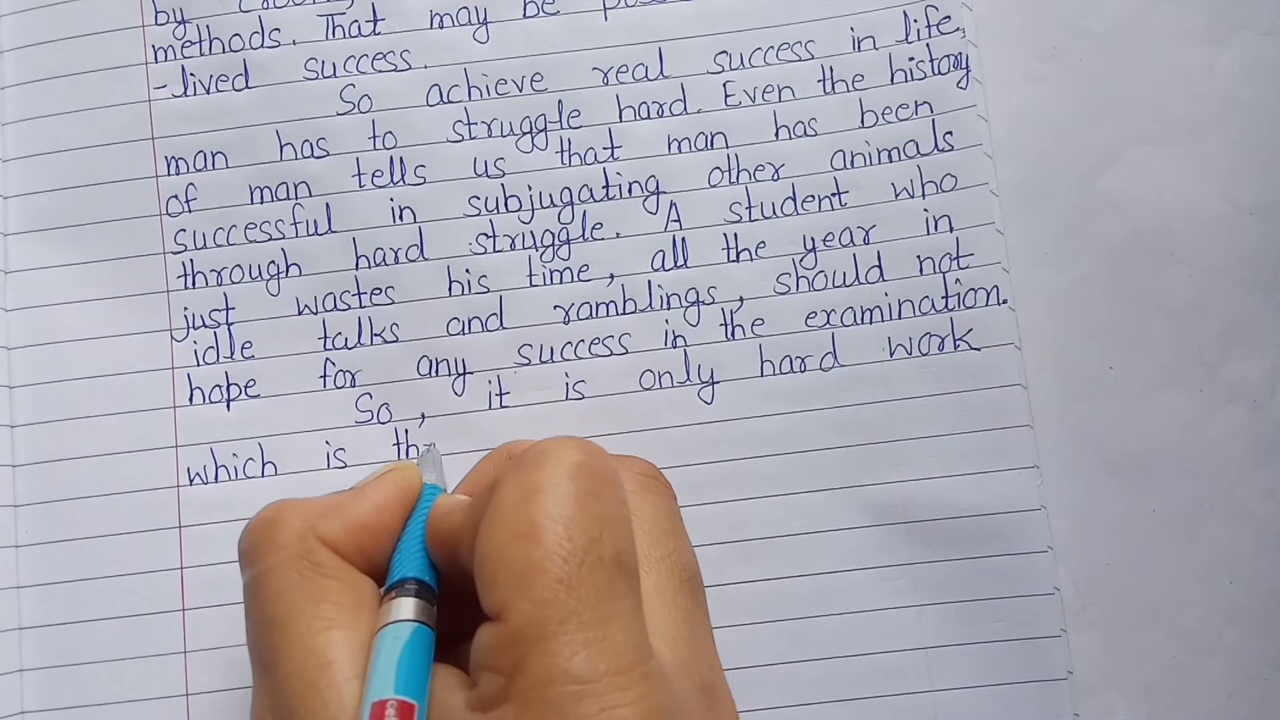 by
methods. That may be
-lived success.
So achieve real success in life,
man has to struggle hard. Even the history
of man tells us that man has been
successful in subjugating other animals
through hard struggle. A student who
just wastes his time, all the year in
idle talks and ramblings, should not
hope for any success in the examination.
So, it is only hard work
which is th
cello